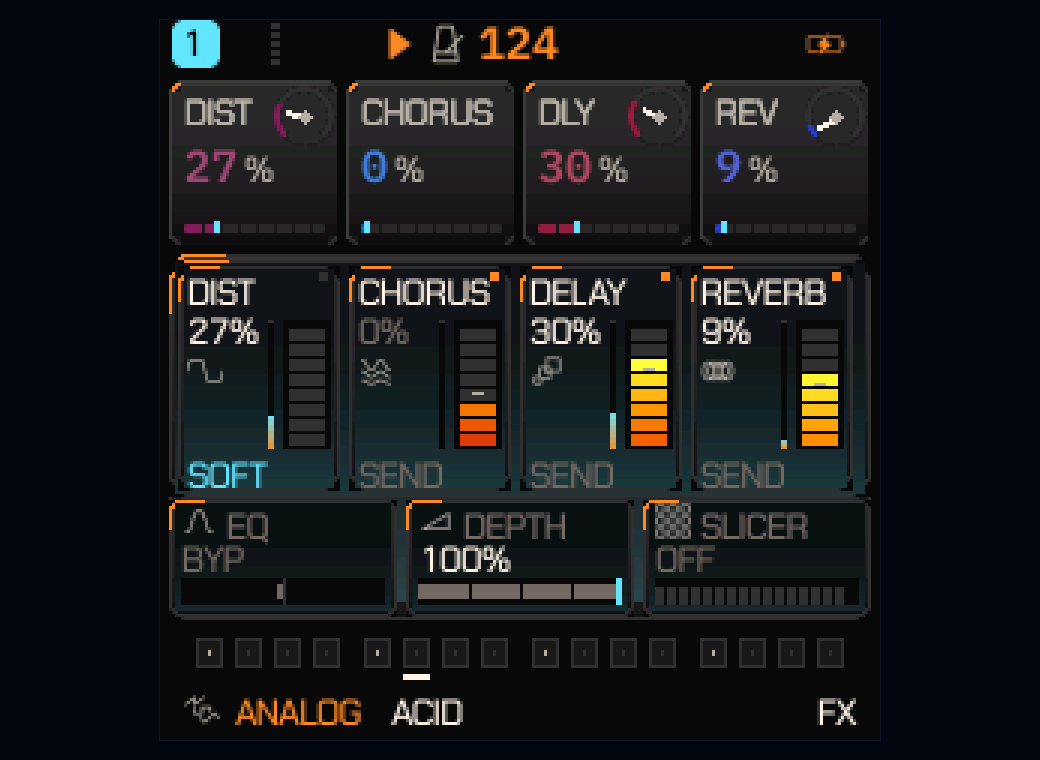 1 124
DIST CHORUS DLY REV
27 % 0 % 30 % 9 %
DIST CHORUS DELAY REVERB
27% 0% 30% 9%
SOFT SEND SEND SEND
EQ DEPTH SLICER
BYP 100% OFF
ANALOG ACID FX